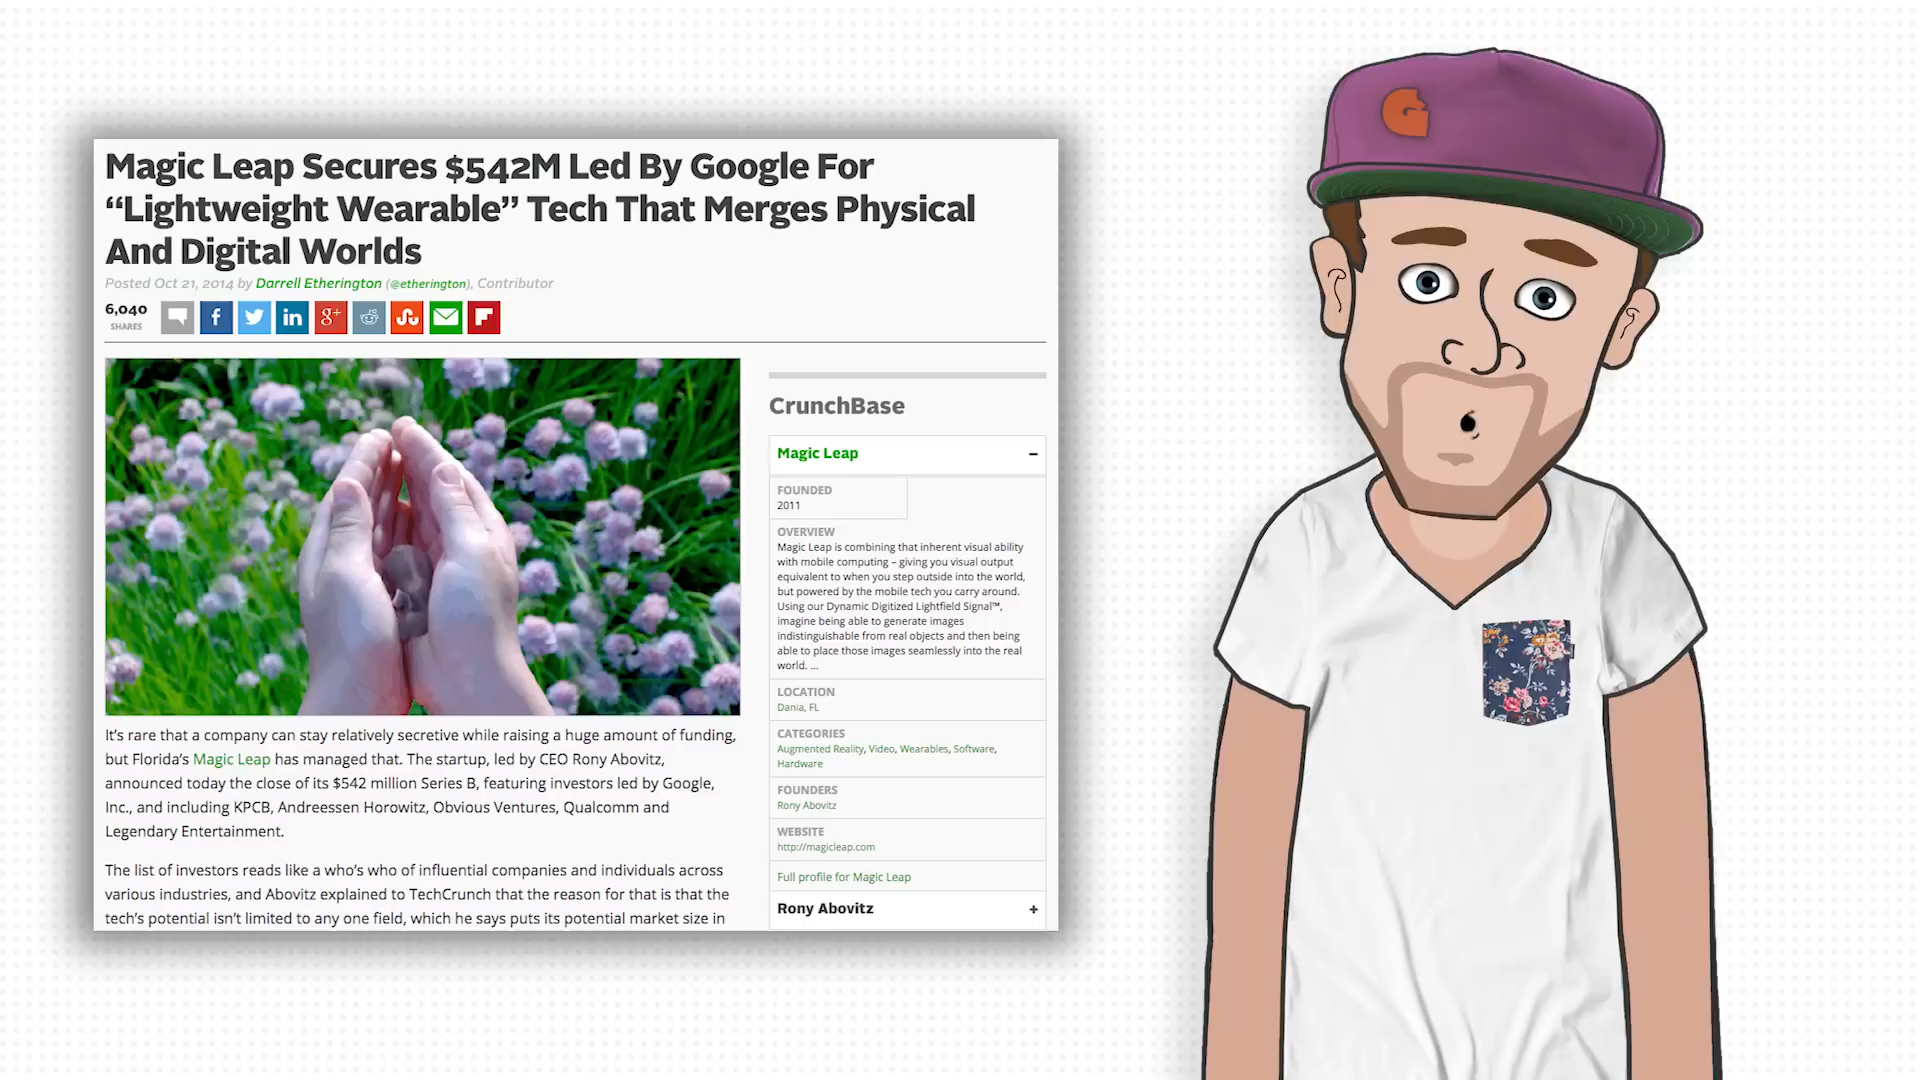 Magic Leap Secures $542M Led By Google For
“Lightweight Wearable” Tech That Merges Physical
And Digital Worlds
Posted Oct 21, 2014 by Darrell Etherington (@etherington), Contributor
6,040
SHARES
f
in
g+
It’s rare that a company can stay relatively secretive while raising a huge amount of funding,
but Florida’s Magic Leap has managed that. The startup, led by CEO Rony Abovitz,
announced today the close of its $542 million Series B, featuring investors led by Google,
Inc., and including KPCB, Andreessen Horowitz, Obvious Ventures, Qualcomm and
Legendary Entertainment.
The list of investors reads like a who’s who of influential companies and individuals across
various industries, and Abovitz explained to TechCrunch that the reason for that is that the
tech’s potential isn’t limited to any one field, which he says puts its potential market size in
CrunchBase
Magic Leap –
FOUNDED
2011
OVERVIEW
Magic Leap is combining that inherent visual ability
with mobile computing – giving you visual output
equivalent to when you step outside into the world,
but powered by the mobile tech you carry around.
Using our Dynamic Digitized Lightfield Signal™,
imagine being able to generate images
indistinguishable from real objects and then being
able to place those images seamlessly into the real
world. ...
LOCATION
Dania, FL
CATEGORIES
Augmented Reality, Video, Wearables, Software,
Hardware
FOUNDERS
Rony Abovitz
WEBSITE
http://magicleap.com
Full profile for Magic Leap
Rony Abovitz +
G